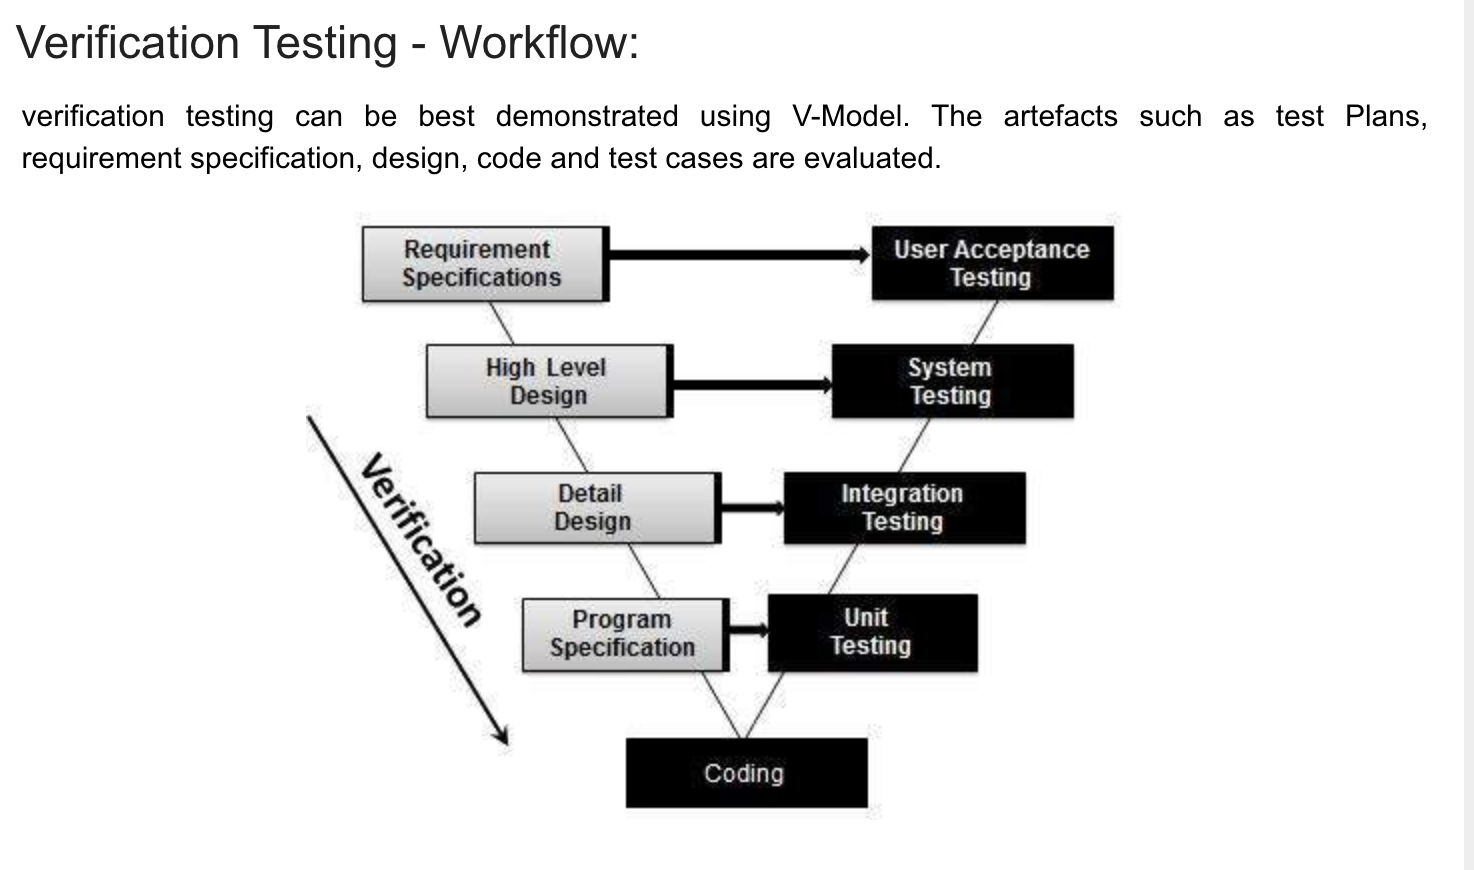 Verification Testing - Workflow:
verification testing can be best demonstrated using V-Model. The artefacts such as test Plans,
requirement specification, design, code and test cases are evaluated.
Requirement
Specifications
User Acceptance
Testing
High Level
Design
System
Testing
Detail
Design
Integration
Testing
Verification
Program
Specification
Unit
Testing
Coding